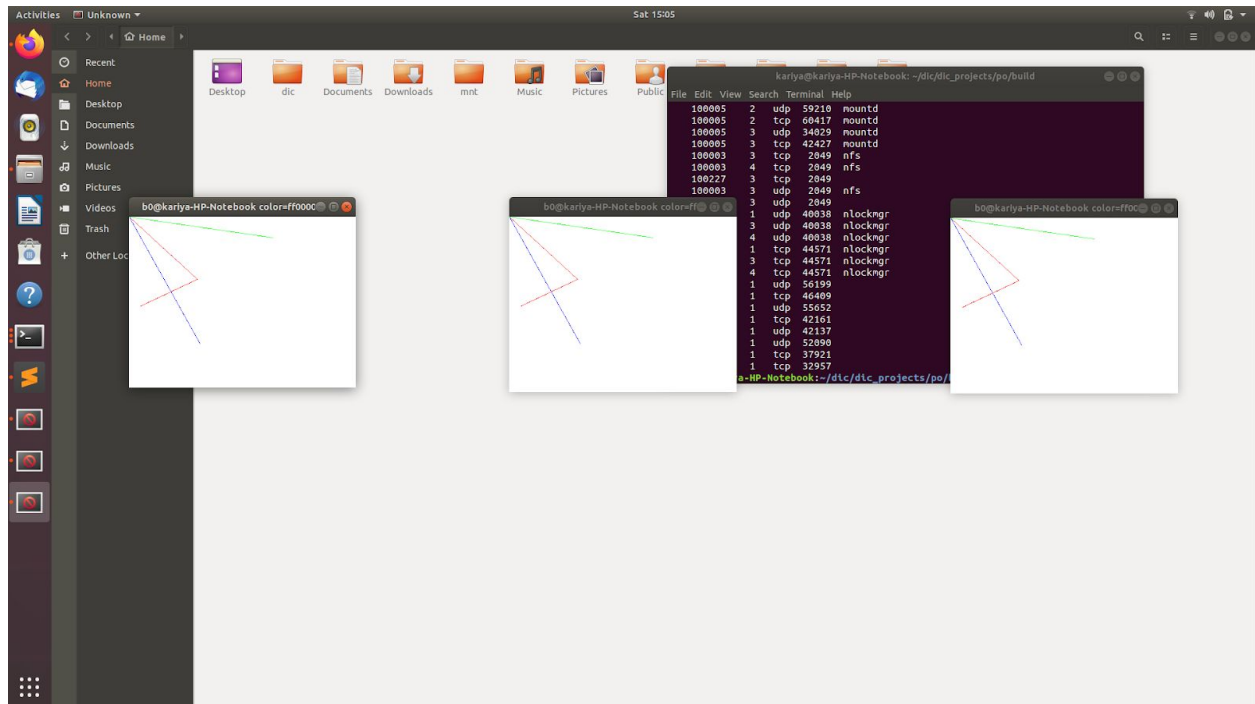 Activities Unknown Sat 15:05
Home
Recent
Home
Desktop
Documents
Downloads
Music
Pictures
Videos
Trash
+ Other Loc
Desktop dic Documents Downloads mnt Music Pictures Public
kariya@kariya-HP-Notebook: ~/dic/dic_projects/po/build
File Edit View Search Terminal Help
100005 2 udp 59210 mountd
100005 2 tcp 60417 mountd
100005 3 udp 34029 mountd
100005 3 tcp 42427 mountd
100003 3 tcp 2049 nfs
100003 4 tcp 2049 nfs
100227 3 tcp 2049
100003 3 udp 2049 nfs
3 udp 2049
1 udp 40038 nlockmgr
3 udp 40038 nlockmgr
4 udp 40038 nlockmgr
1 tcp 44571 nlockmgr
3 tcp 44571 nlockmgr
4 tcp 44571 nlockmgr
1 udp 56199
1 tcp 46409
1 udp 55652
1 tcp 42161
1 udp 42137
1 udp 52090
1 tcp 37921
1 tcp 32957
a-HP-Notebook:~/dic/dic_projects/po/
b0@kariya-HP-Notebook color=ff000
b0@kariya-HP-Notebook color=ff
b0@kariya-HP-Notebook color=ff0